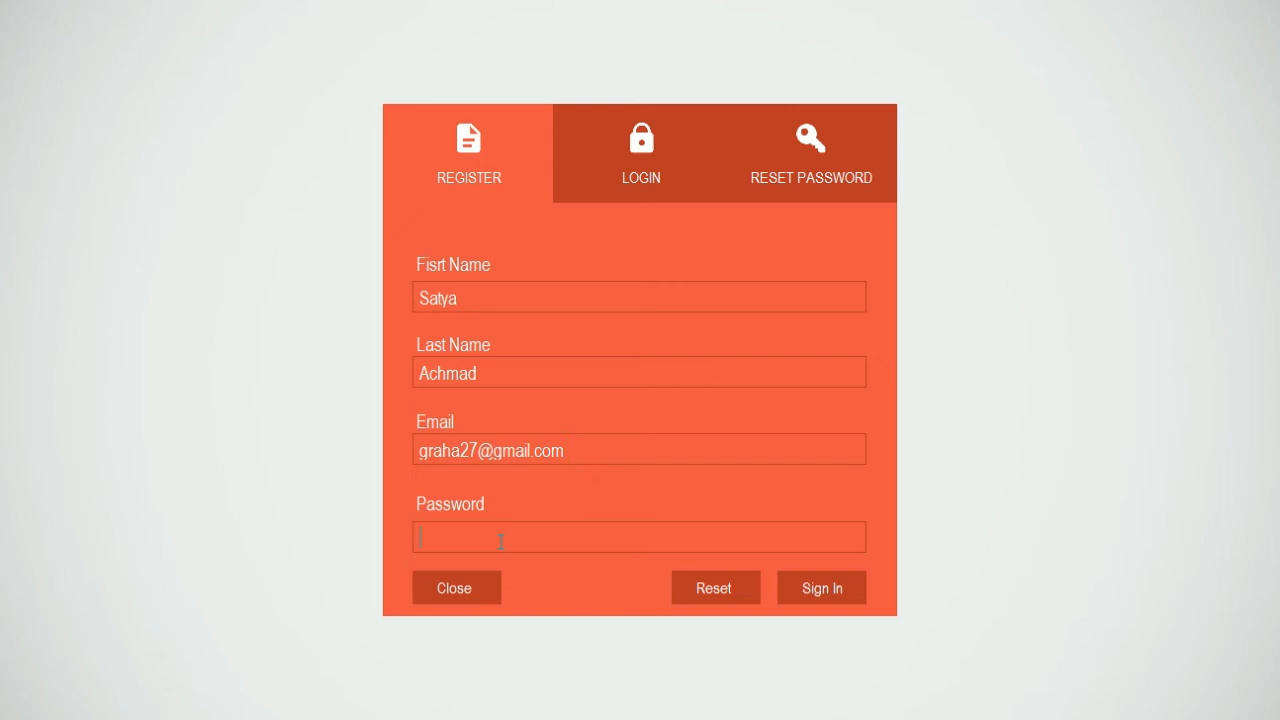 REGISTER
LOGIN
RESET PASSWORD
Fisrt Name
Satya
Last Name
Achmad
Email
graha27@gmail.com
Password
Close
Reset
Sign In